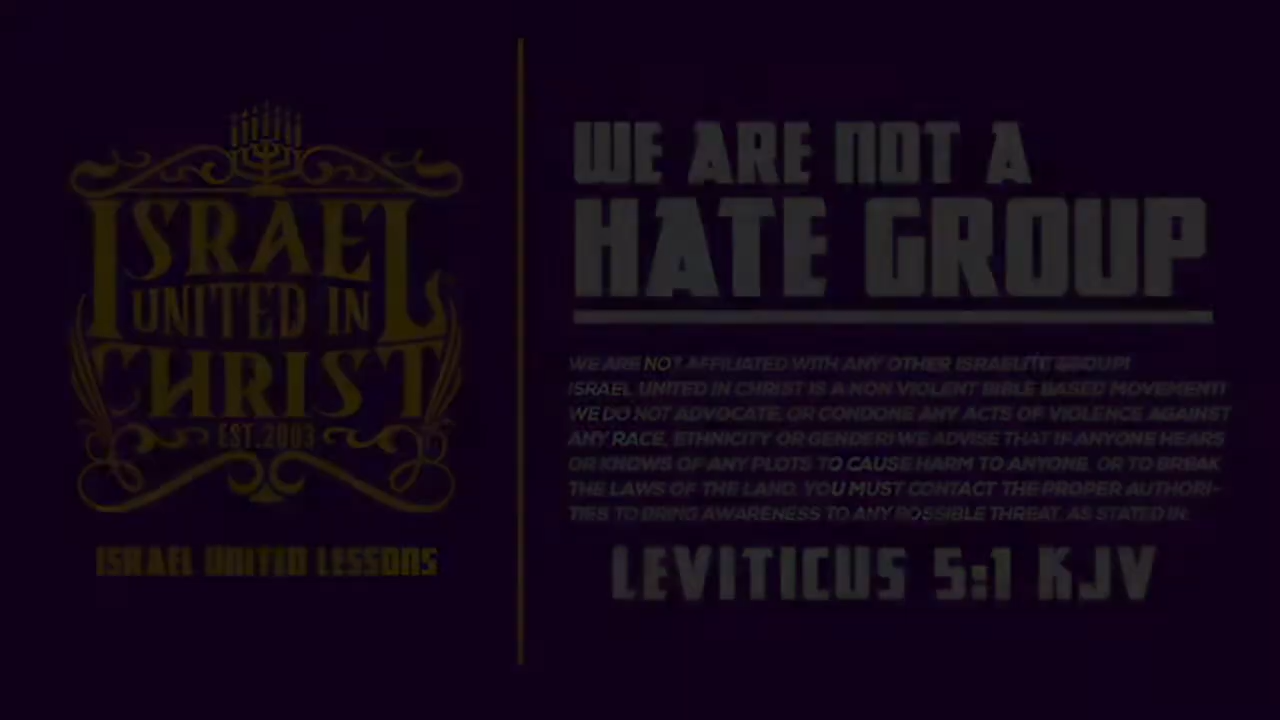 ISRAEL
UNITED IN
CHRIST
EST.2003
ISRAEL UNITED LESSONS
WE ARE NOT A
HATE GROUP
WE ARE NOT AFFILIATED WITH ANY OTHER ISRAELITE GROUP!
ISRAEL UNITED IN CHRIST IS A NON VIOLENT BIBLE BASED MOVEMENT!
WE DO NOT ADVOCATE, OR CONDONE ANY ACTS OF VIOLENCE AGAINST
ANY RACE, ETHNICITY OR GENDER! WE ADVISE THAT IF ANYONE HEARS
OR KNOWS OF ANY PLOTS TO CAUSE HARM TO ANYONE, OR TO BREAK
THE LAWS OF THE LAND, YOU MUST CONTACT THE PROPER AUTHORI-
TIES TO BRING AWARENESS TO ANY POSSIBLE THREAT, AS STATED IN:
LEVITICUS 5:1 KJV